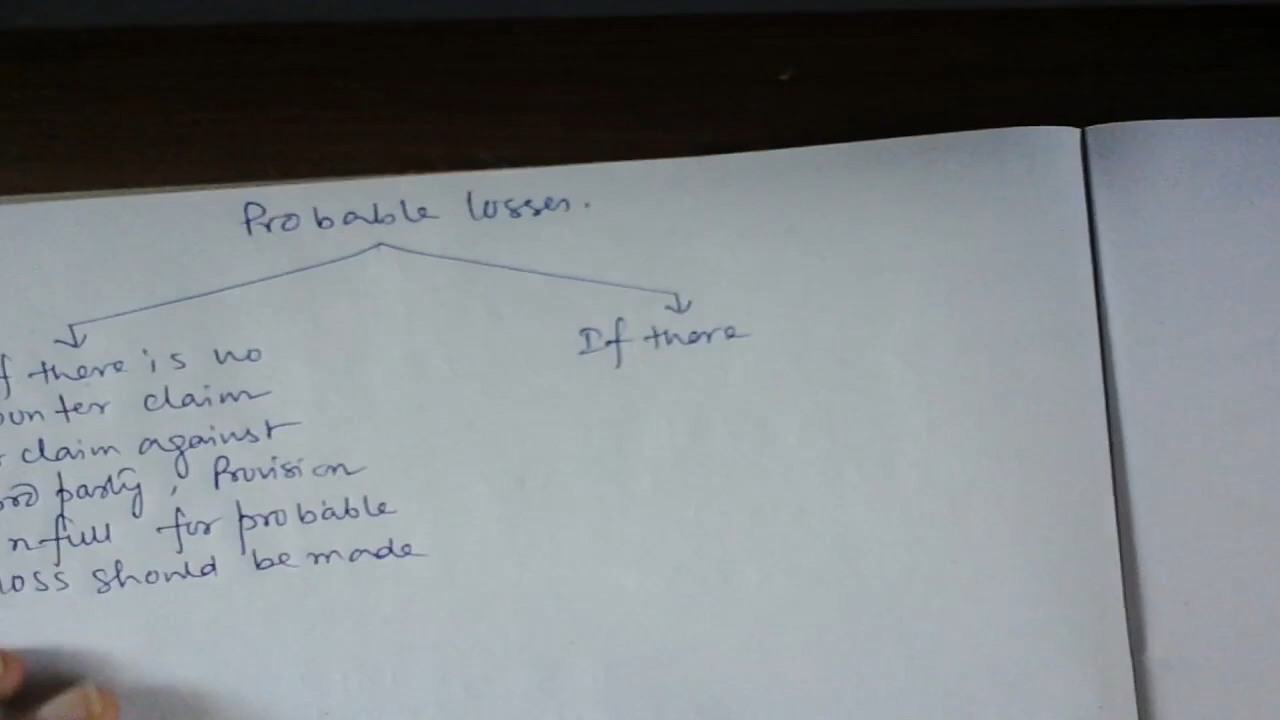 Probable losses.
f there is no
ounter claim
claim against
party, Provision
n full for probable
loss should be made
If there